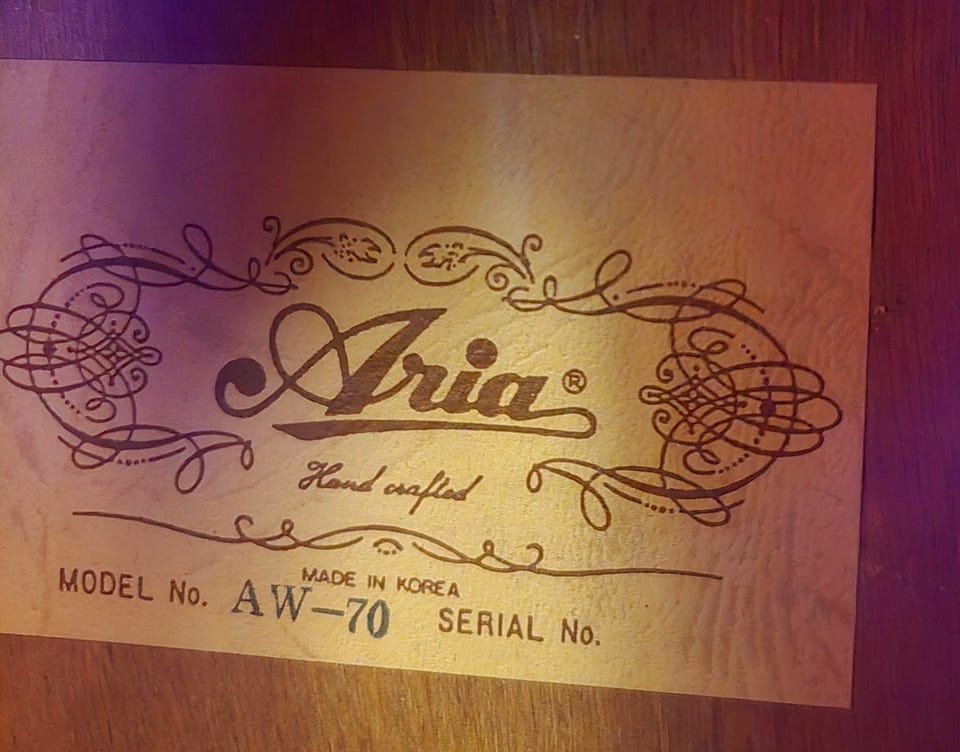 Aria®
Hand crafted
MADE IN KOREA
MODEL No. AW-70 SERIAL No.